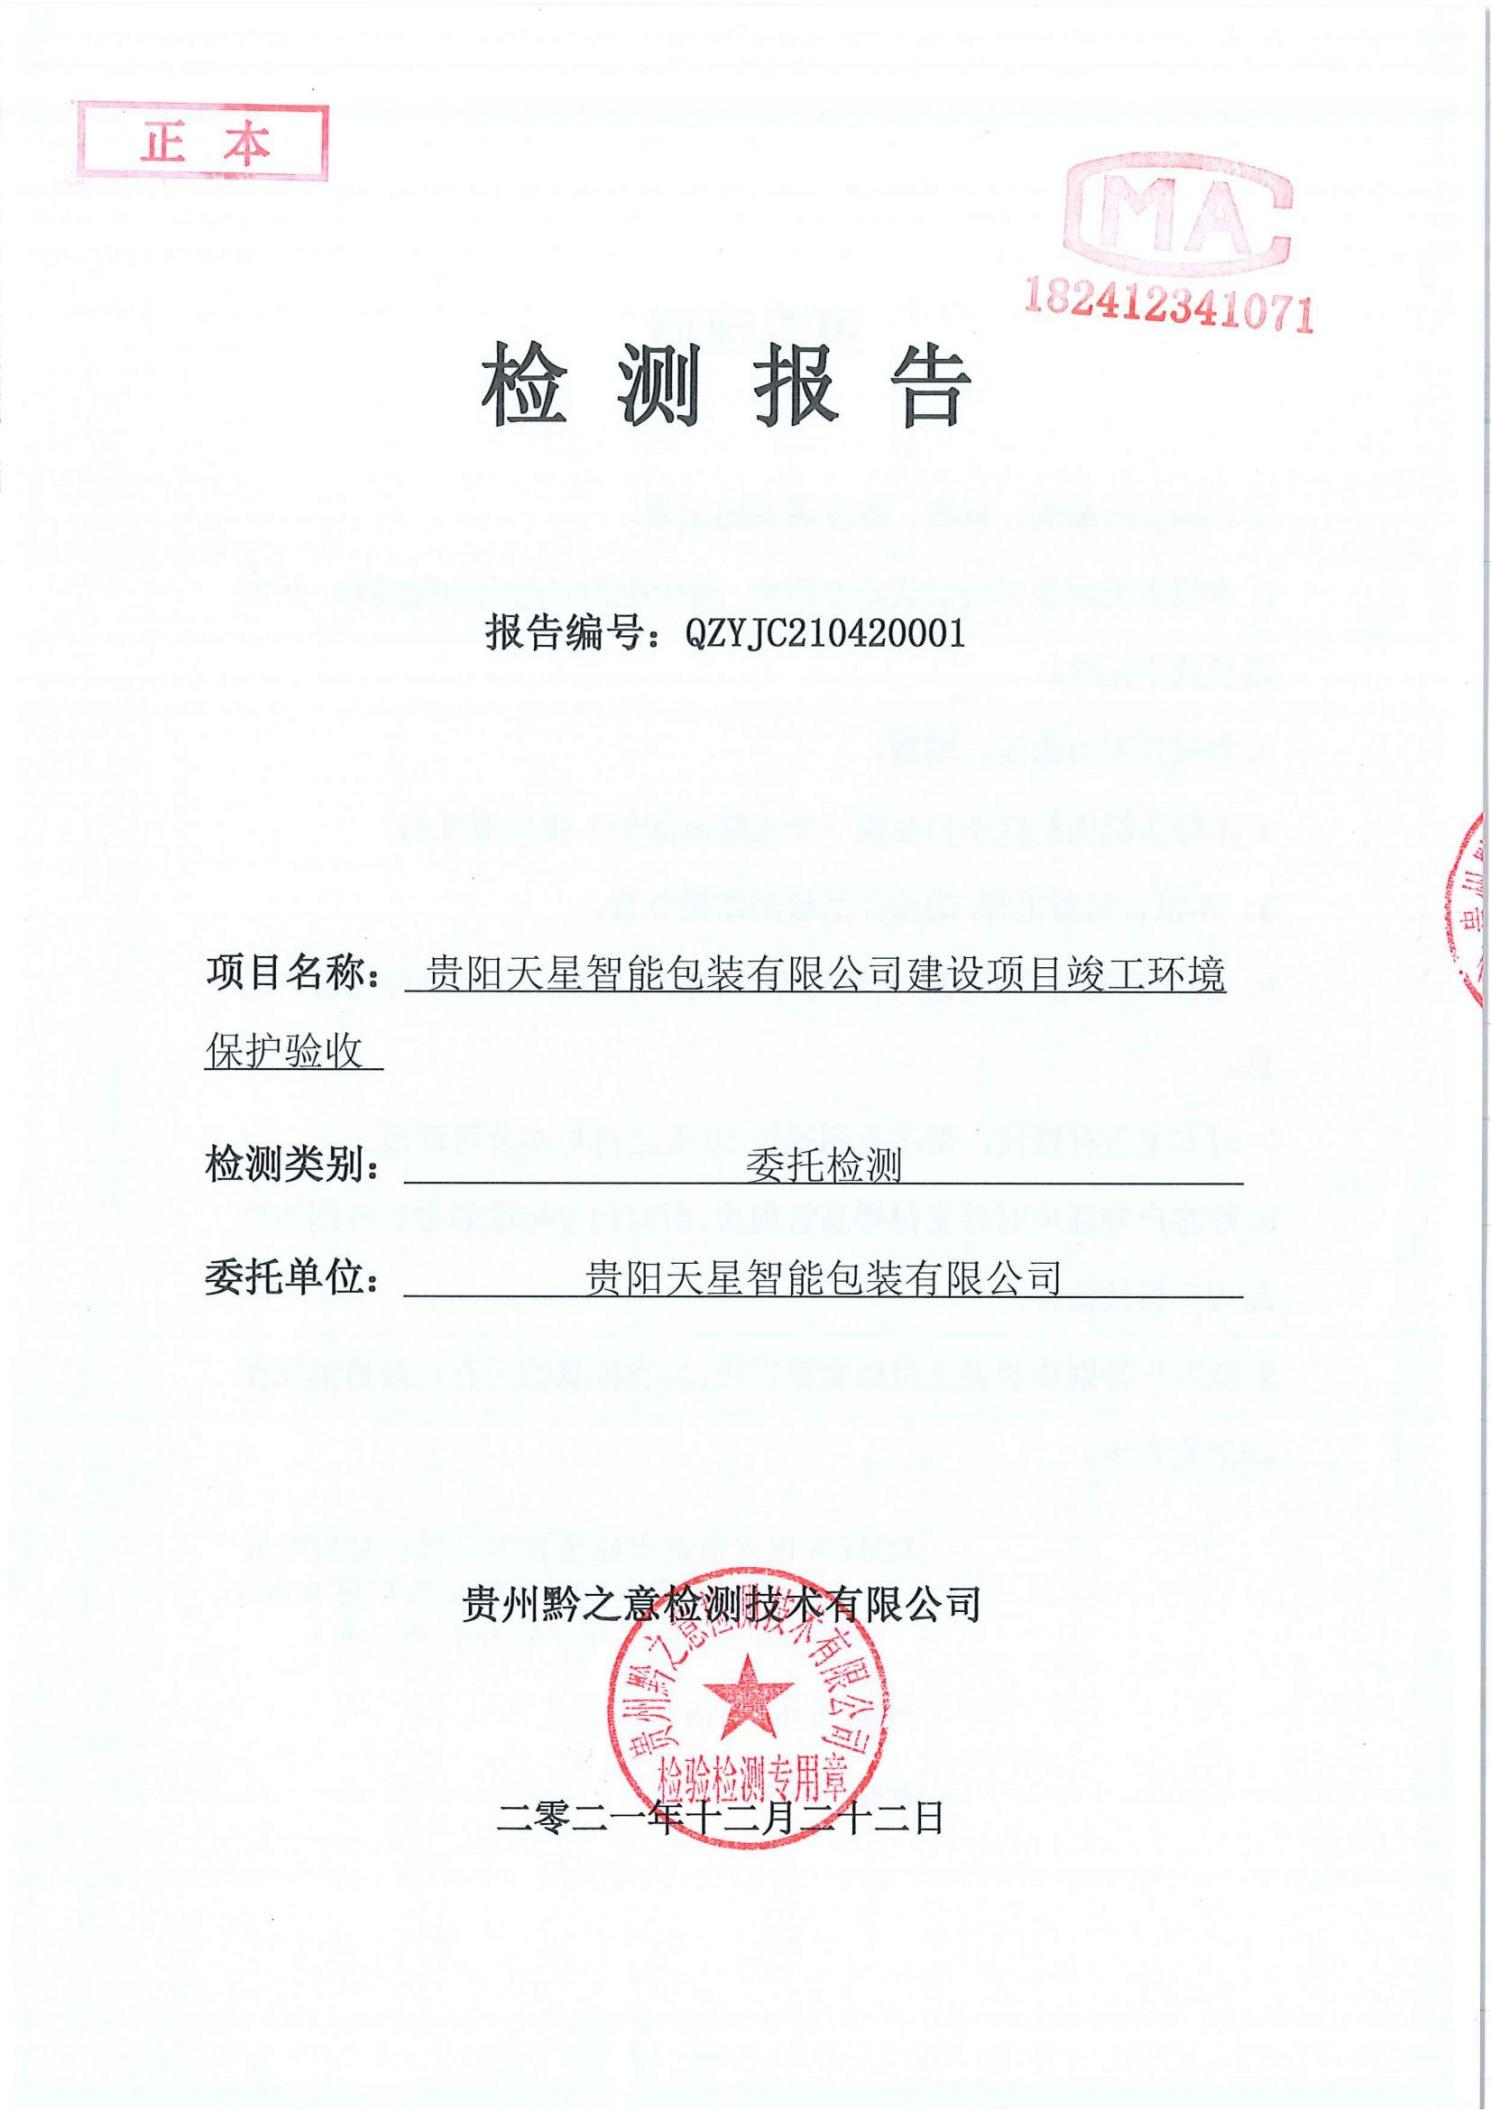 正本
CMA
182412341071
检测报告
报告编号：QZYJC210420001
项目名称：贵阳天星智能包装有限公司建设项目竣工环境
保护验收
检测类别：委托检测
委托单位：贵阳天星智能包装有限公司
贵州黔之意检测技术有限公司
贵州黔之意检测技术有限公司
检验检测专用章
二零二一年十二月二十二日
贵州黔